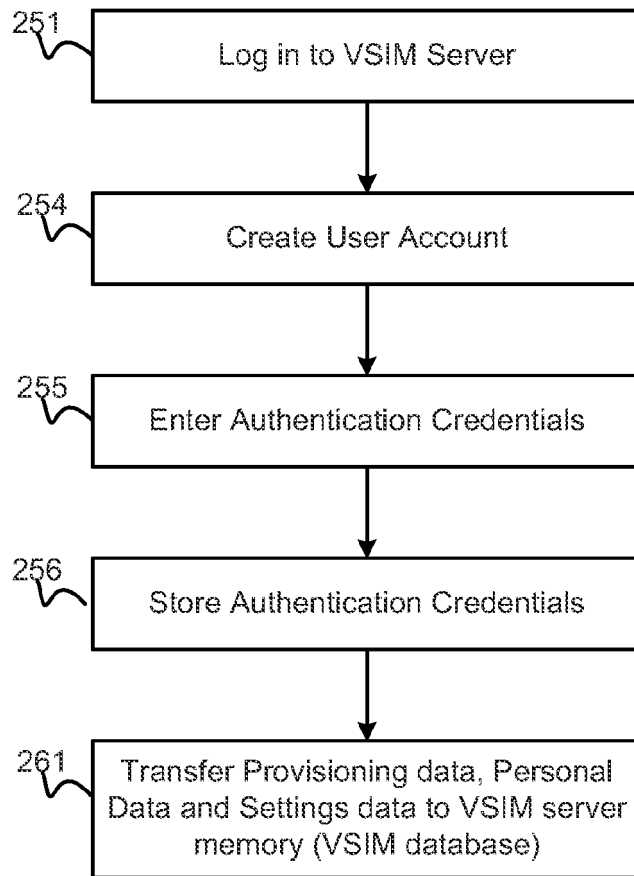 251
Log in to VSIM Server
254
Create User Account
255
Enter Authentication Credentials
256
Store Authentication Credentials
261
Transfer Provisioning data, Personal
Data and Settings data to VSIM server
memory (VSIM database)